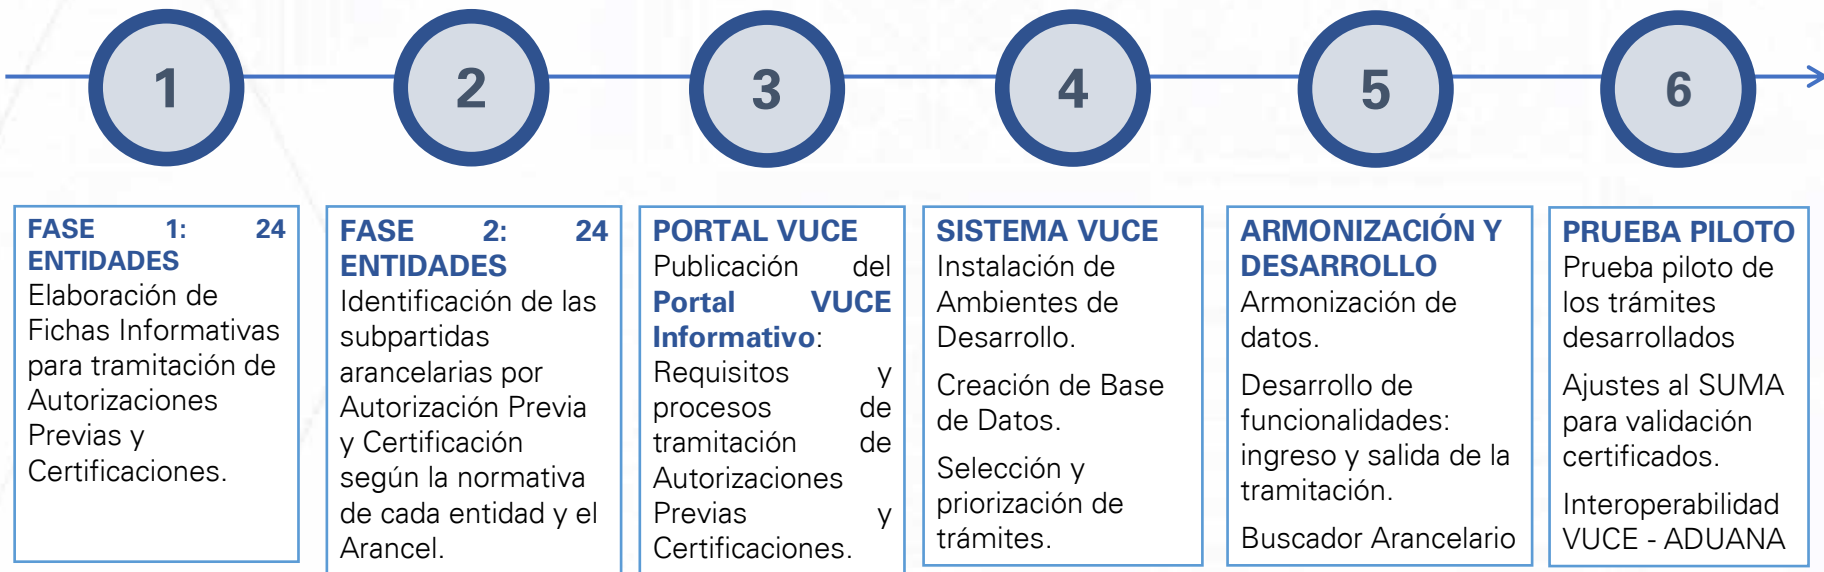 1
2
3
4
5
6
FASE 1: 24
ENTIDADES
Elaboración de
Fichas Informativas
para tramitación de
Autorizaciones
Previas y
Certificaciones.
FASE 2: 24
ENTIDADES
Identificación de las
subpartidas
arancelarias por
Autorización Previa
y Certificación
según la normativa
de cada entidad y el
Arancel.
PORTAL VUCE
Publicación del
Portal VUCE
Informativo:
Requisitos y
procesos de
tramitación de
Autorizaciones
Previas y
Certificaciones.
SISTEMA VUCE
Instalación de
Ambientes de
Desarrollo.
Creación de Base
de Datos.
Selección y
priorización de
trámites.
ARMONIZACIÓN Y
DESARROLLO
Armonización de
datos.
Desarrollo de
funcionalidades:
ingreso y salida de la
tramitación.
Buscador Arancelario
PRUEBA PILOTO
Prueba piloto de
los trámites
desarrollados
Ajustes al SUMA
para validación
certificados.
Interoperabilidad
VUCE - ADUANA